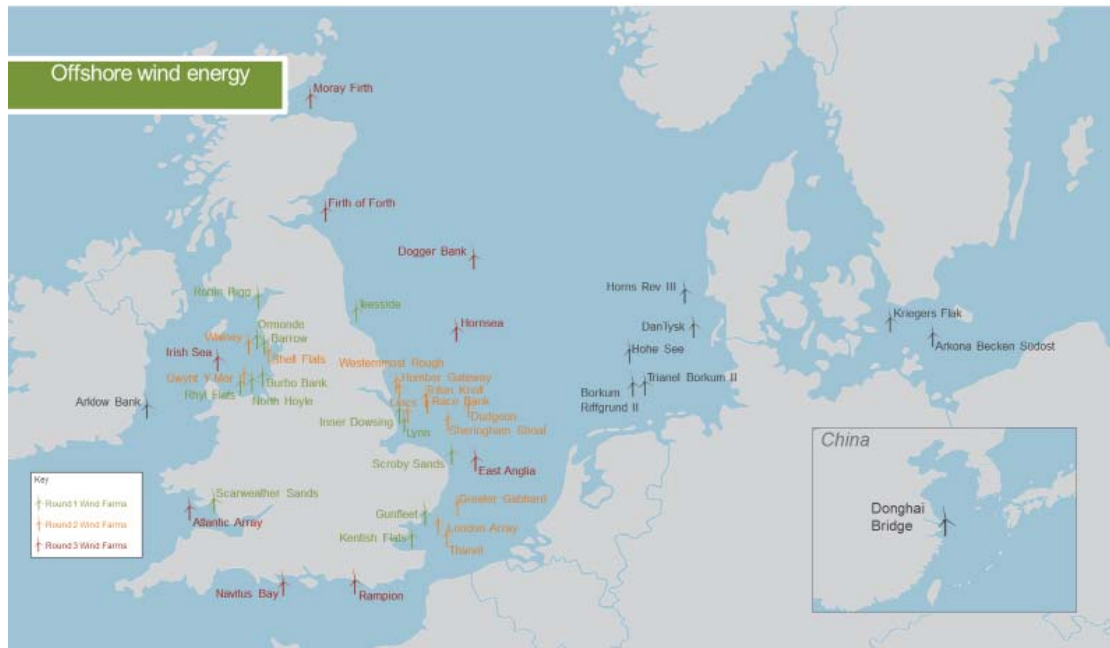 Offshore wind energy
Moray Firth
Firth of Forth
Dogger Bank
Horns Rev III
Robin Rigg
Teesside
Kriegers Flak
Ormonde
Hornsea
DanTysk
Walney
Barrow
Arkona Becken Südost
Irish Sea
Shell Flats
Hohe See
Westernmost Rough
Gwynt Y Mor
Burbo Bank
Humber Gateway
Trianel Borkum II
Rhyl Flats
Triton Knoll
Borkum
Riffgrund II
North Hoyle
Lincs
Race Bank
Arklow Bank
Dudgeon
Inner Dowsing
Lynn
Sheringham Shoal
China
Scroby Sands
East Anglia
Key
Round 1 Wind Farms
Round 2 Wind Farms
Round 3 Wind Farms
Scarweather Sands
Greater Gabbard
Donghai
Bridge
Atlantic Array
Gunfleet
London Array
Kentish Flats
Thanet
Navitus Bay
Rampion